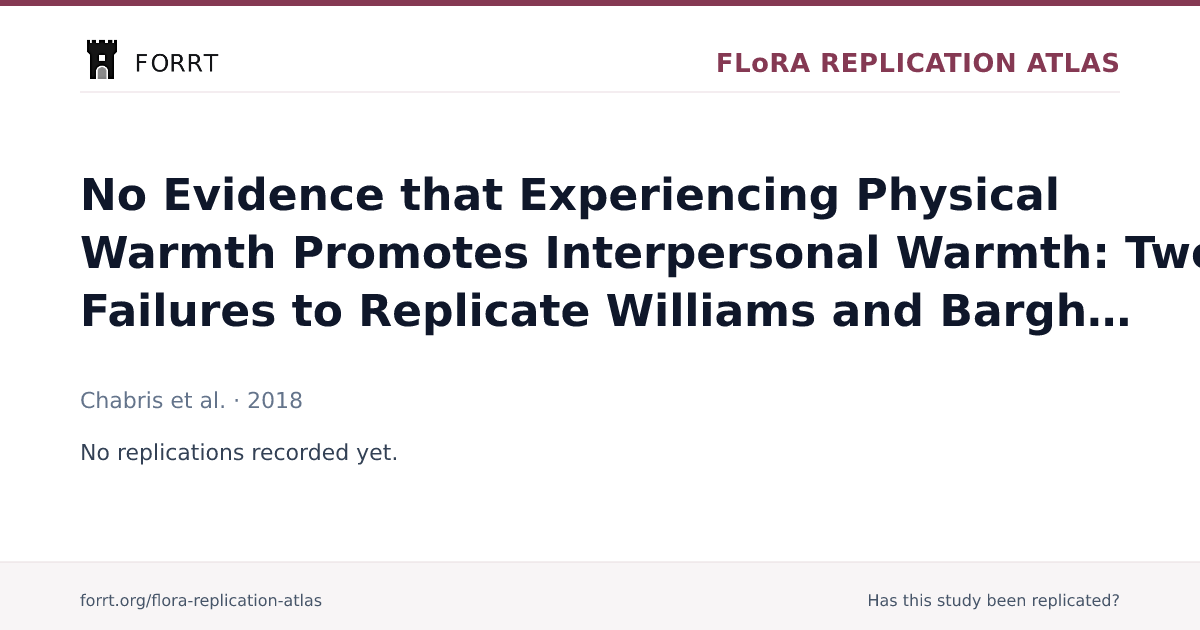 FORRT
FLoRA REPLICATION ATLAS
No Evidence that Experiencing Physical
Warmth Promotes Interpersonal Warmth: Two
Failures to Replicate Williams and Bargh...
Chabris et al. · 2018
No replications recorded yet.
forrt.org/flora-replication-atlas
Has this study been replicated?